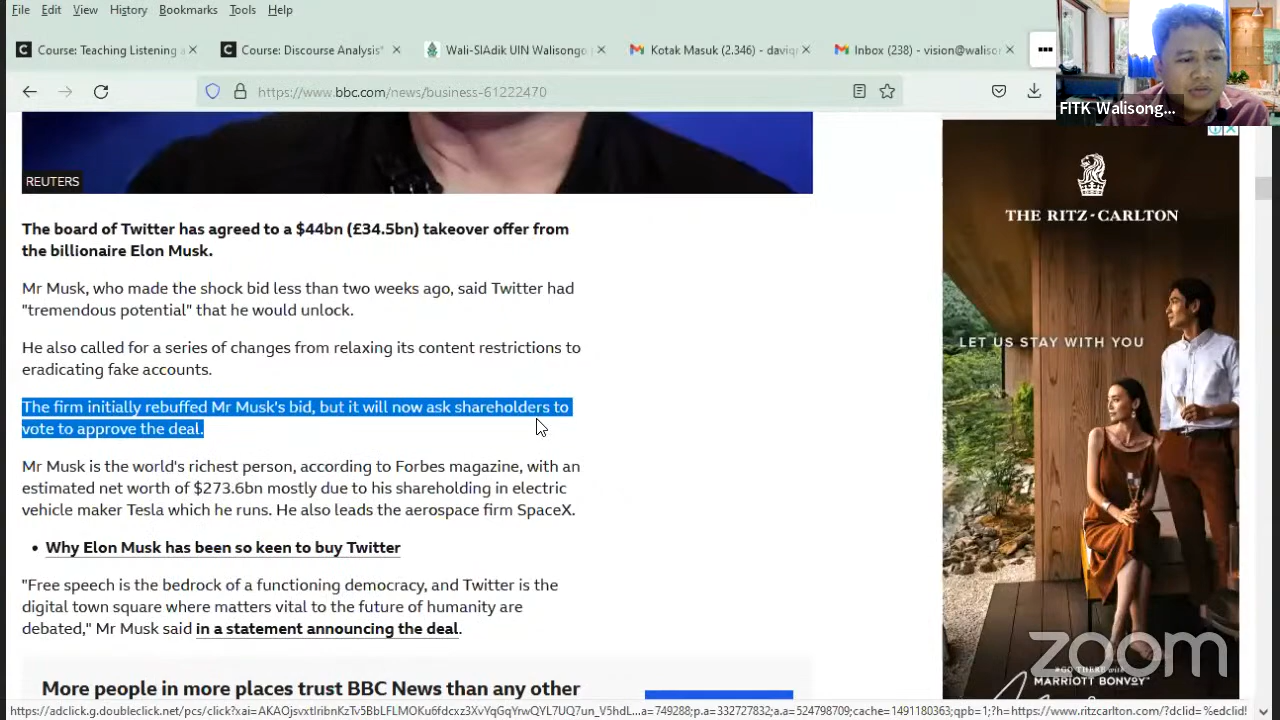 File Edit View History Bookmarks Tools Help
Course: Teaching Listening a
Course: Discourse Analysis*
Wali-SIAdik UIN Walisongo
Kotak Masuk (2.346) – daviq
Inbox (238) – vision@waliso
FITK Walisong...
https://www.bbc.com/news/business-61222470
REUTERS
The board of Twitter has agreed to a $44bn (£34.5bn) takeover offer from
the billionaire Elon Musk.
Mr Musk, who made the shock bid less than two weeks ago, said Twitter had
"tremendous potential" that he would unlock.
He also called for a series of changes from relaxing its content restrictions to
eradicating fake accounts.
The firm initially rebuffed Mr Musk's bid, but it will now ask shareholders to
vote to approve the deal.
Mr Musk is the world's richest person, according to Forbes magazine, with an
estimated net worth of $273.6bn mostly due to his shareholding in electric
vehicle maker Tesla which he runs. He also leads the aerospace firm SpaceX.
• Why Elon Musk has been so keen to buy Twitter
"Free speech is the bedrock of a functioning democracy, and Twitter is the
digital town square where matters vital to the future of humanity are
debated," Mr Musk said in a statement announcing the deal.
More people in more places trust BBC News than any other
THE RITZ-CARLTON
LET US STAY WITH YOU
GO THERE with
MARRIOTT BONVOY
zoom